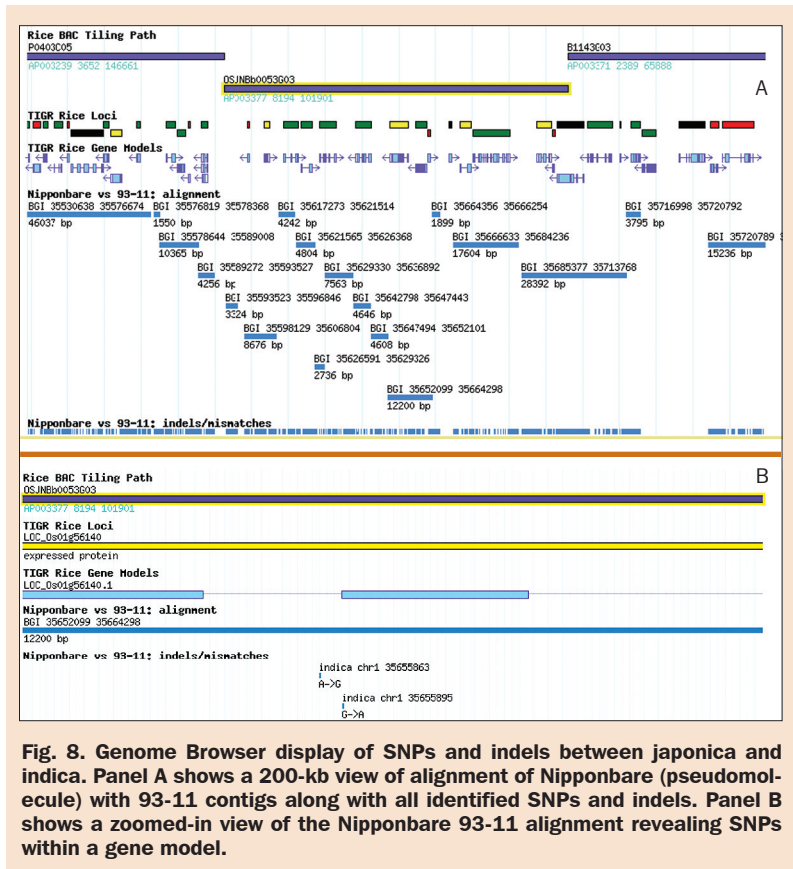 Rice BAC Tiling Path
P0403C05
B1143G03
AP003239 3652 146661
AP003371 2389 65888
OSJNBb0053G03
AP003377 8194 101901
A
TIGR Rice Loci
TIGR Rice Gene Models
Nipponbare vs 93-11: alignment
BGI 35530638 35576674
BGI 35576819 35578368
BGI 35617273 35621514
BGI 35664356 35666254
BGI 35716998 35720792
46037 bp
1550 bp
4242 bp
1899 bp
3795 bp
BGI 35578644 35589008
BGI 35621565 35626368
BGI 35666633 35684236
BGI 35720789
10365 bp
4804 bp
17604 bp
15236 bp
BGI 35589272 35593527
BGI 35629330 35636892
BGI 35685377 35713768
4256 bp
7563 bp
28392 bp
BGI 35593523 35596846
BGI 35642798 35647443
3324 bp
4646 bp
BGI 35598129 35606804
BGI 35647494 35652101
8676 bp
4608 bp
BGI 35626591 35629326
2736 bp
BGI 35652099 35664298
12200 bp
Nipponbare vs 93-11: indels/mismatches
B
Rice BAC Tiling Path
OSJNBb0053G03
AP003377 8194 101901
TIGR Rice Loci
LOC_Os01g56140
expressed protein
TIGR Rice Gene Models
LOC_Os01g56140.1
Nipponbare vs 93-11: alignment
BGI 35652099 35664298
12200 bp
Nipponbare vs 93-11: indels/mismatches
indica chr1 35655863
A->G
indica chr1 35655895
G->A
Fig. 8. Genome Browser display of SNPs and indels between japonica and
indica. Panel A shows a 200-kb view of alignment of Nipponbare (pseudomol-
ecule) with 93-11 contigs along with all identified SNPs and indels. Panel B
shows a zoomed-in view of the Nipponbare 93-11 alignment revealing SNPs
within a gene model.